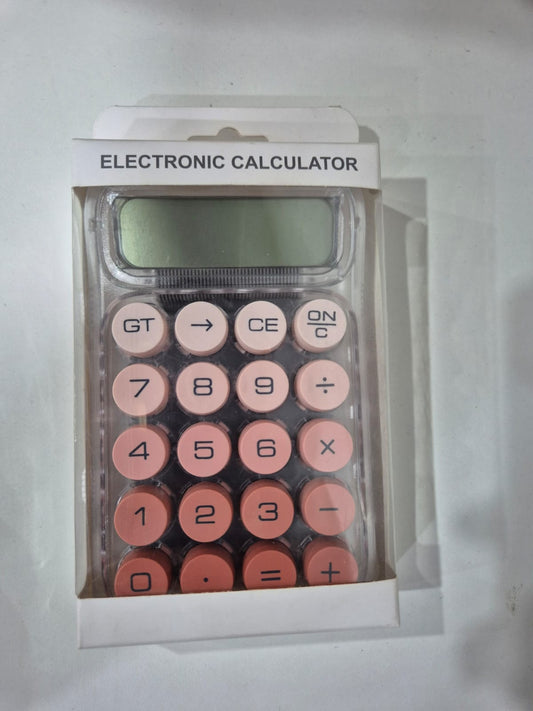 ELECTRONIC CALCULATOR
GT → CE ON/C
7 8 9 ÷
4 5 6 ×
1 2 3 −
0 . = +